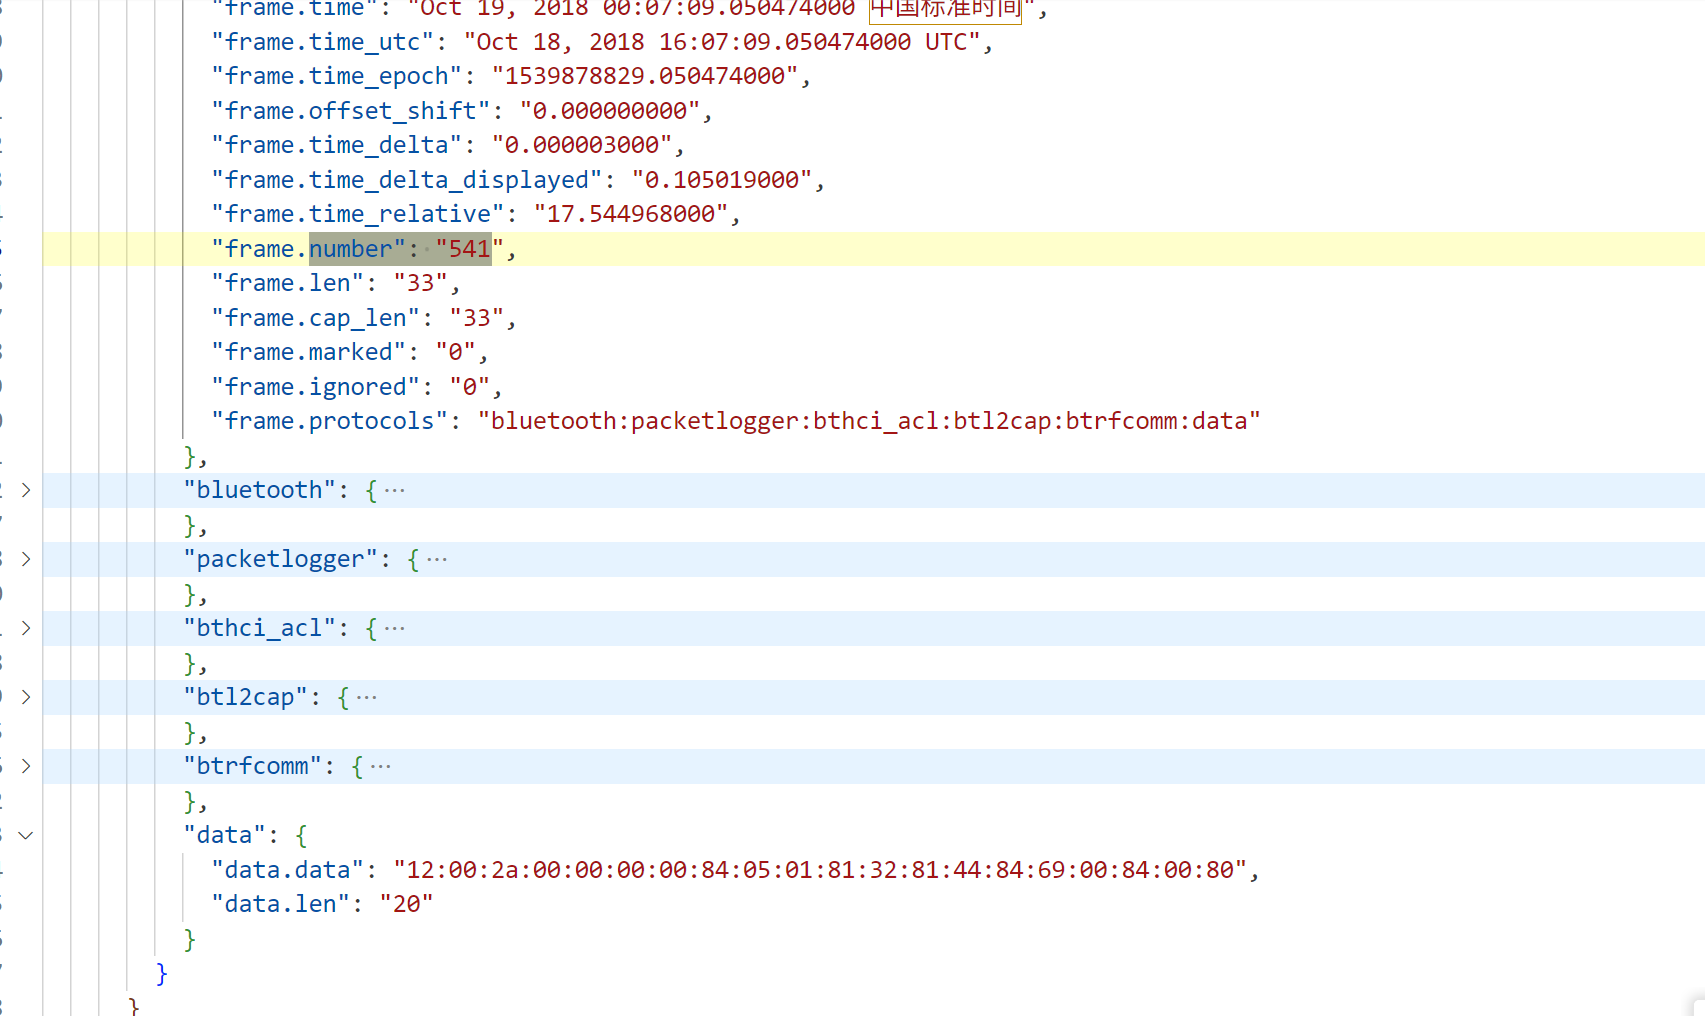 "frame.time": "Oct 19, 2018 00:07:09.050474000 中国标准时间",
"frame.time_utc": "Oct 18, 2018 16:07:09.050474000 UTC",
"frame.time_epoch": "1539878829.050474000",
"frame.offset_shift": "0.000000000",
"frame.time_delta": "0.000003000",
"frame.time_delta_displayed": "0.105019000",
"frame.time_relative": "17.544968000",
"frame.number": "541",
"frame.len": "33",
"frame.cap_len": "33",
"frame.marked": "0",
"frame.ignored": "0",
"frame.protocols": "bluetooth:packetlogger:bthci_acl:btl2cap:btrfcomm:data"
},
"bluetooth": {···
},
"packetlogger": {···
},
"bthci_acl": {···
},
"btl2cap": {···
},
"btrfcomm": {···
},
"data": {
"data.data": "12:00:2a:00:00:00:00:84:05:01:81:32:81:44:84:69:00:84:00:80",
"data.len": "20"
}
}
}